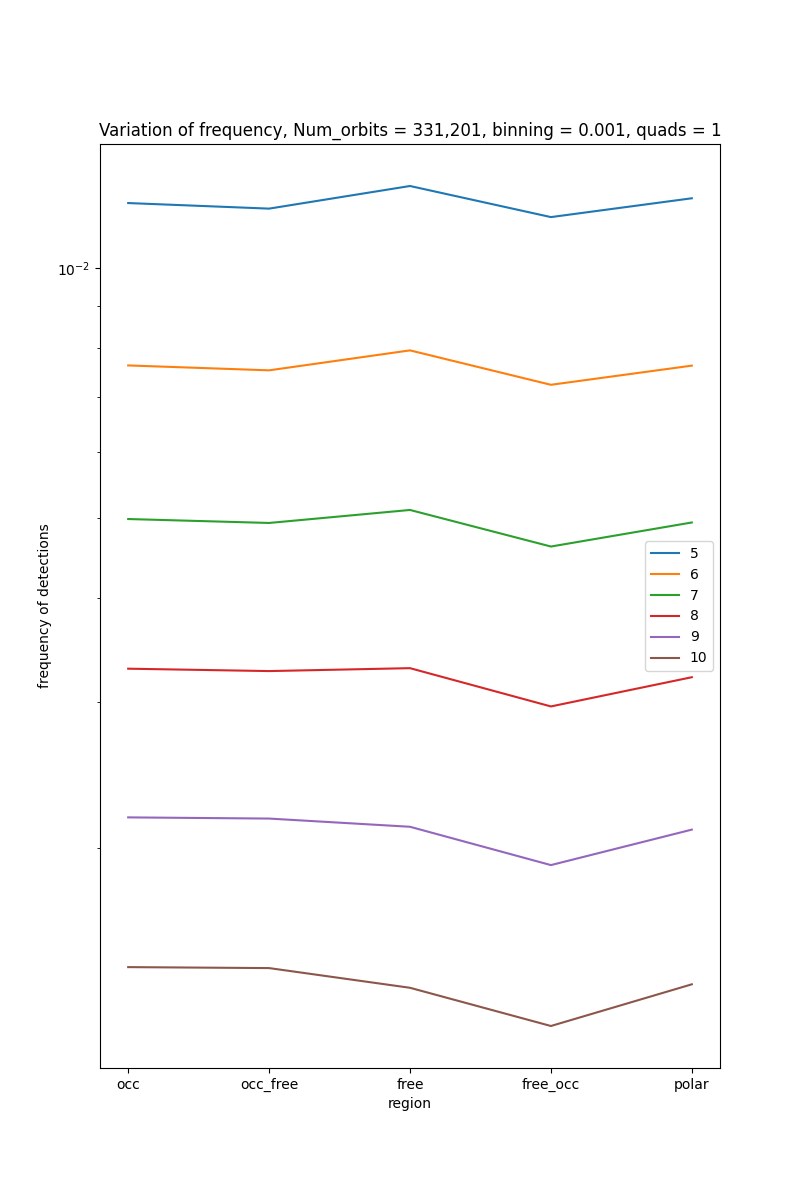 Variation of frequency, Num_orbits = 331,201, binning = 0.001, quads = 1
10⁻²
frequency of detections
5
6
7
8
9
10
occ occ_free free free_occ polar
region